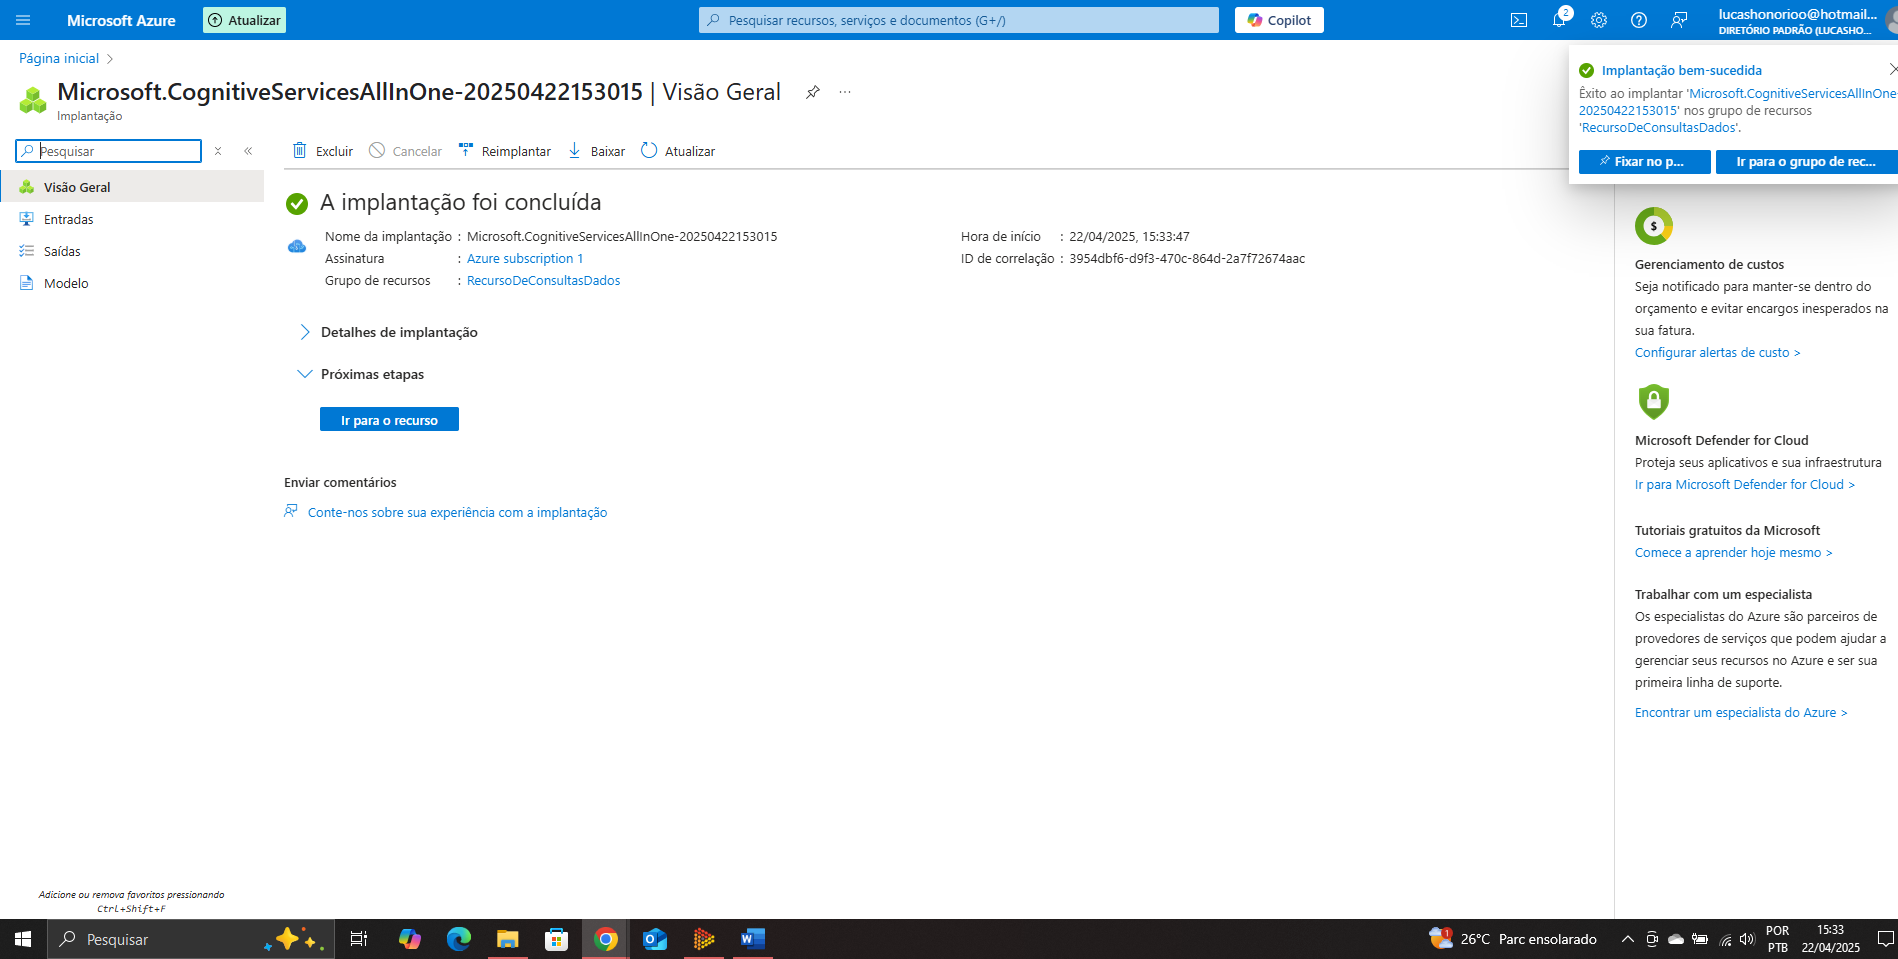 Microsoft Azure
Atualizar
Pesquisar recursos, serviços e documentos (G+/)
Copilot
2
lucashonorioo@hotmail...
DIRETÓRIO PADRÃO (LUCASHO...
Página inicial
Microsoft.CognitiveServicesAllInOne-20250422153015 | Visão Geral
Implantação
Implantação bem-sucedida
Êxito ao implantar 'Microsoft.CognitiveServicesAllInOne-
20250422153015' nos grupo de recursos
'RecursoDeConsultasDados'.
Fixar no p...
Ir para o grupo de rec...
Pesquisar
Visão Geral
Entradas
Saídas
Modelo
Excluir
Cancelar
Reimplantar
Baixar
Atualizar
A implantação foi concluída
Nome da implantação : Microsoft.CognitiveServicesAllInOne-20250422153015
Assinatura : Azure subscription 1
Grupo de recursos : RecursoDeConsultasDados
Hora de início : 22/04/2025, 15:33:47
ID de correlação : 3954dbf6-d9f3-470c-864d-2a7f72674aac
Detalhes de implantação
Próximas etapas
Ir para o recurso
Enviar comentários
Conte-nos sobre sua experiência com a implantação
$
Gerenciamento de custos
Seja notificado para manter-se dentro do
orçamento e evitar encargos inesperados na
sua fatura.
Configurar alertas de custo >
Microsoft Defender for Cloud
Proteja seus aplicativos e sua infraestrutura
Ir para Microsoft Defender for Cloud >
Tutoriais gratuitos da Microsoft
Comece a aprender hoje mesmo >
Trabalhar com um especialista
Os especialistas do Azure são parceiros de
provedores de serviços que podem ajudar a
gerenciar seus recursos no Azure e ser sua
primeira linha de suporte.
Encontrar um especialista do Azure >
Adicione ou remova favoritos pressionando
Ctrl+Shift+F
Pesquisar
1
26°C Parc ensolarado
POR
PTB
15:33
22/04/2025